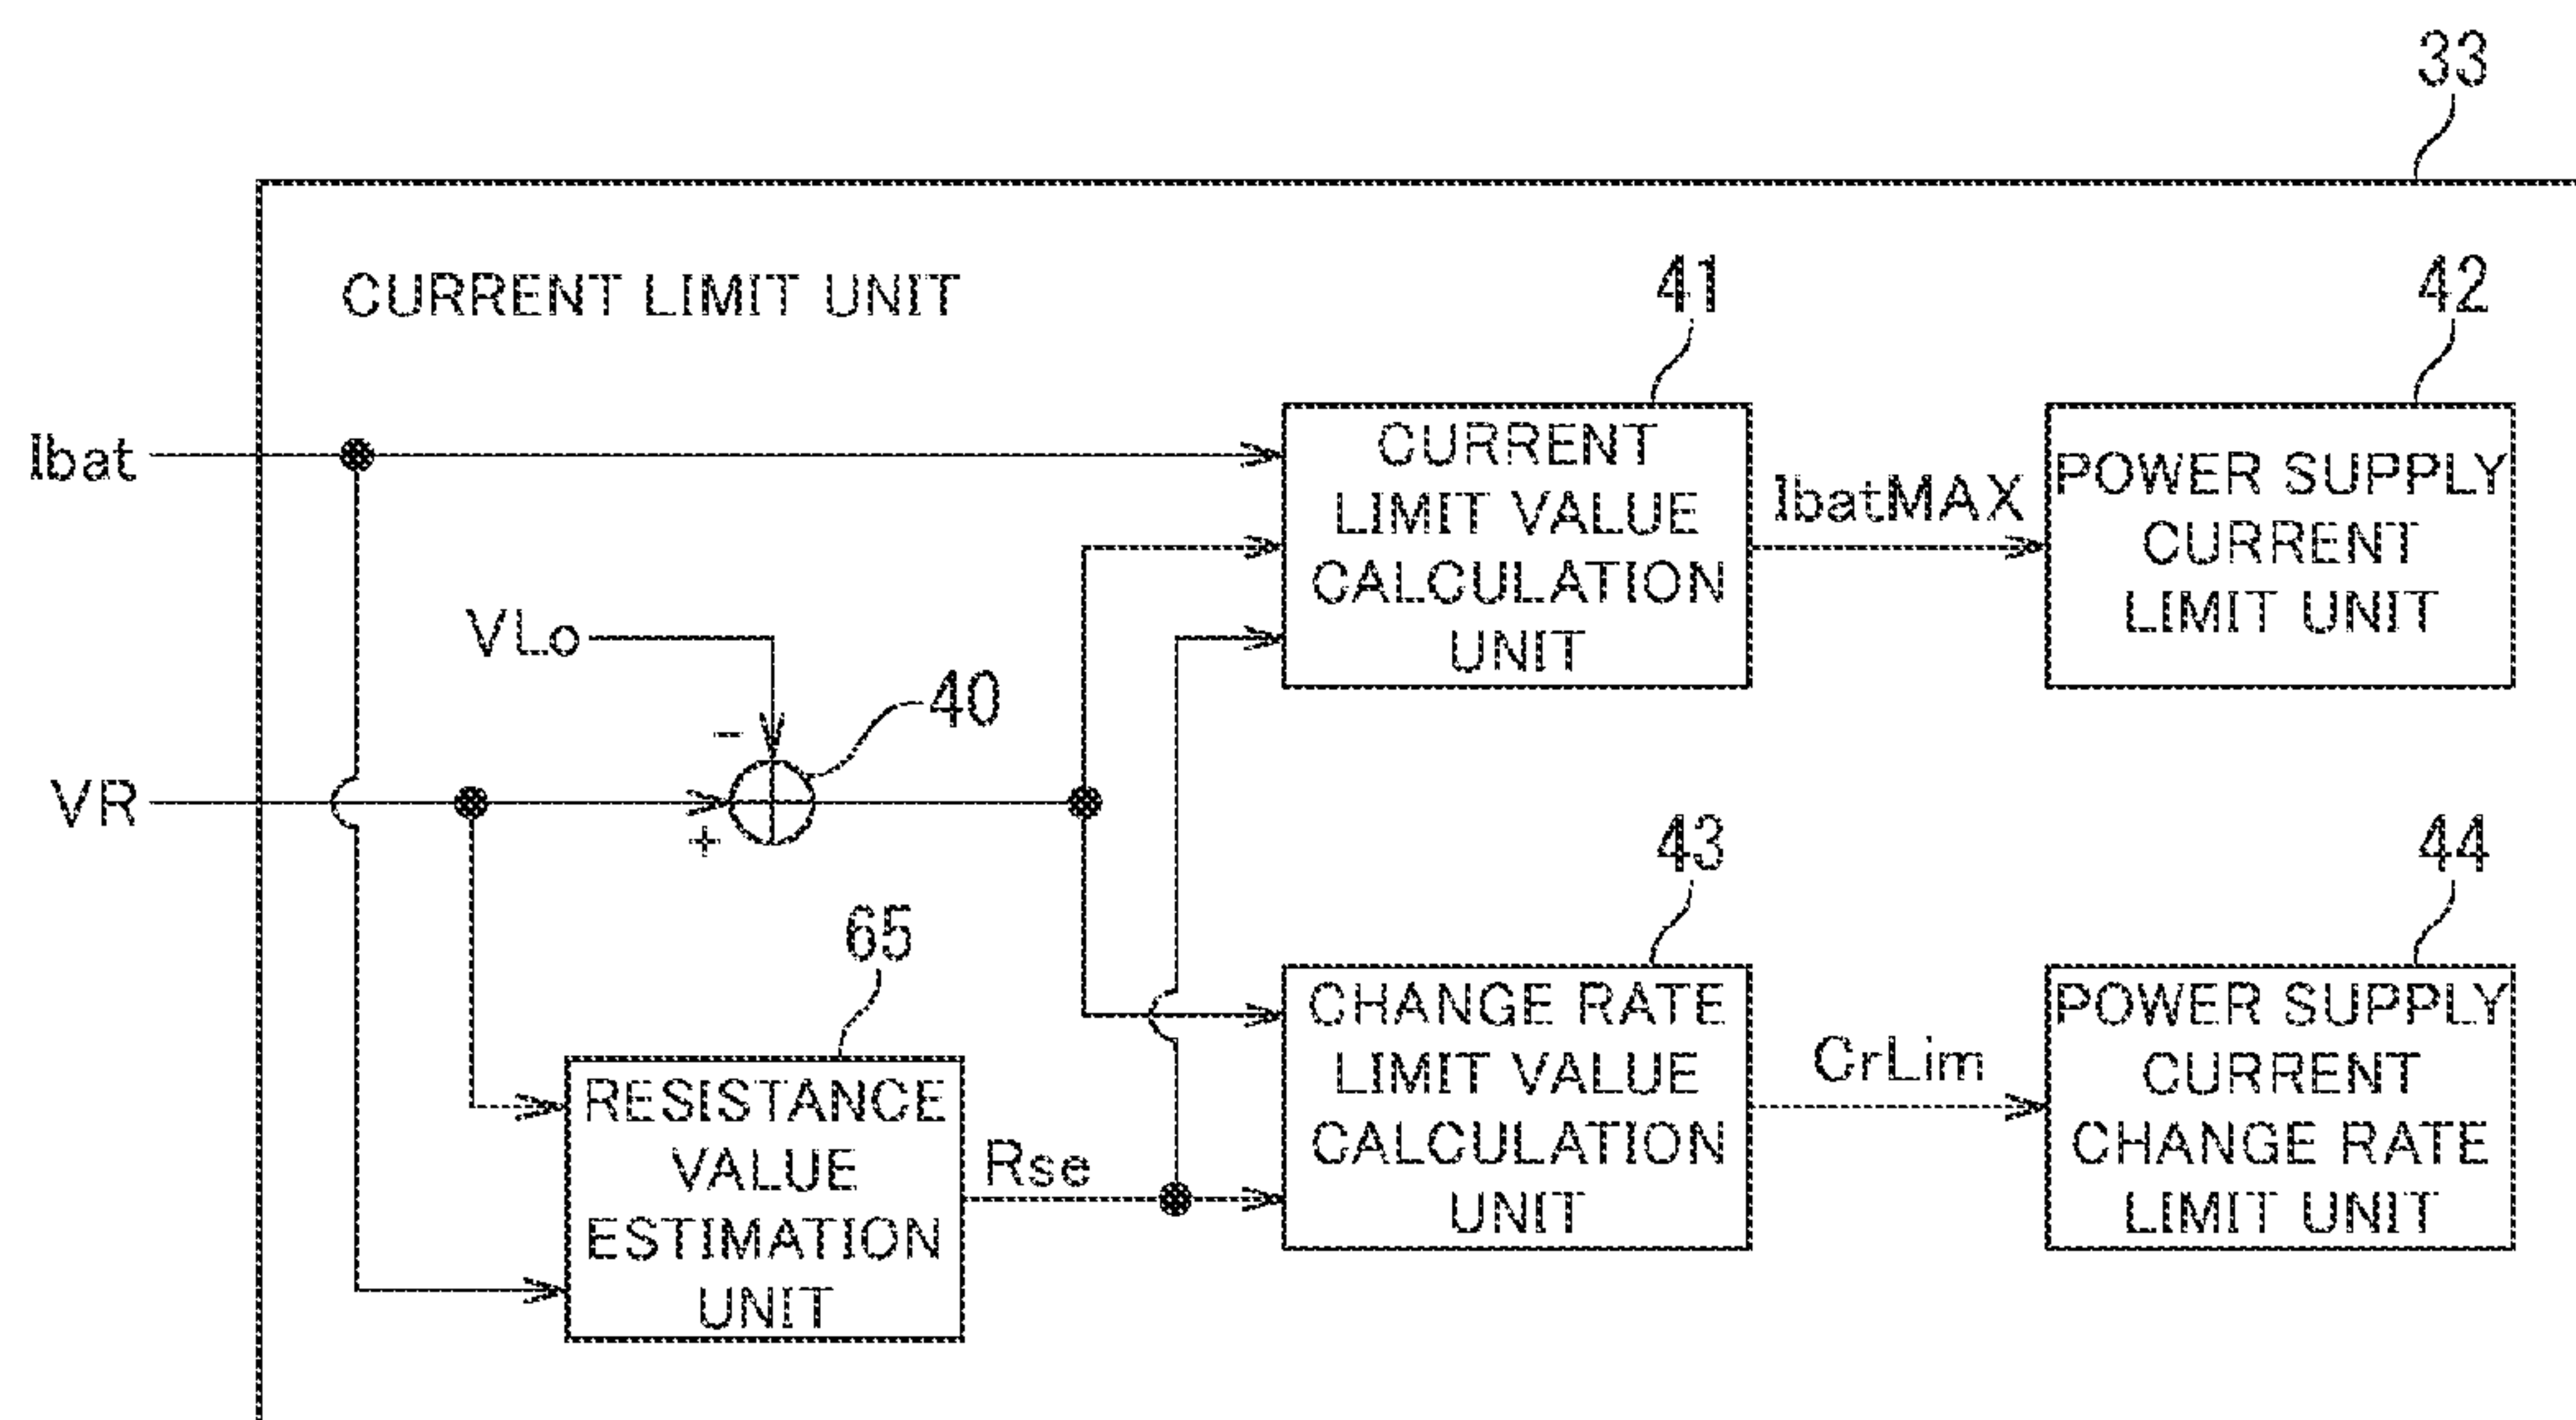 33
CURRENT LIMIT UNIT
41
42
Ibat
CURRENT
LIMIT VALUE
CALCULATION
UNIT
IbatMAX
POWER SUPPLY
CURRENT
LIMIT UNIT
VLo
40
−
VR
+
65
43
44
RESISTANCE
VALUE
ESTIMATION
UNIT
Rse
CHANGE RATE
LIMIT VALUE
CALCULATION
UNIT
CrLim
POWER SUPPLY
CURRENT
CHANGE RATE
LIMIT UNIT